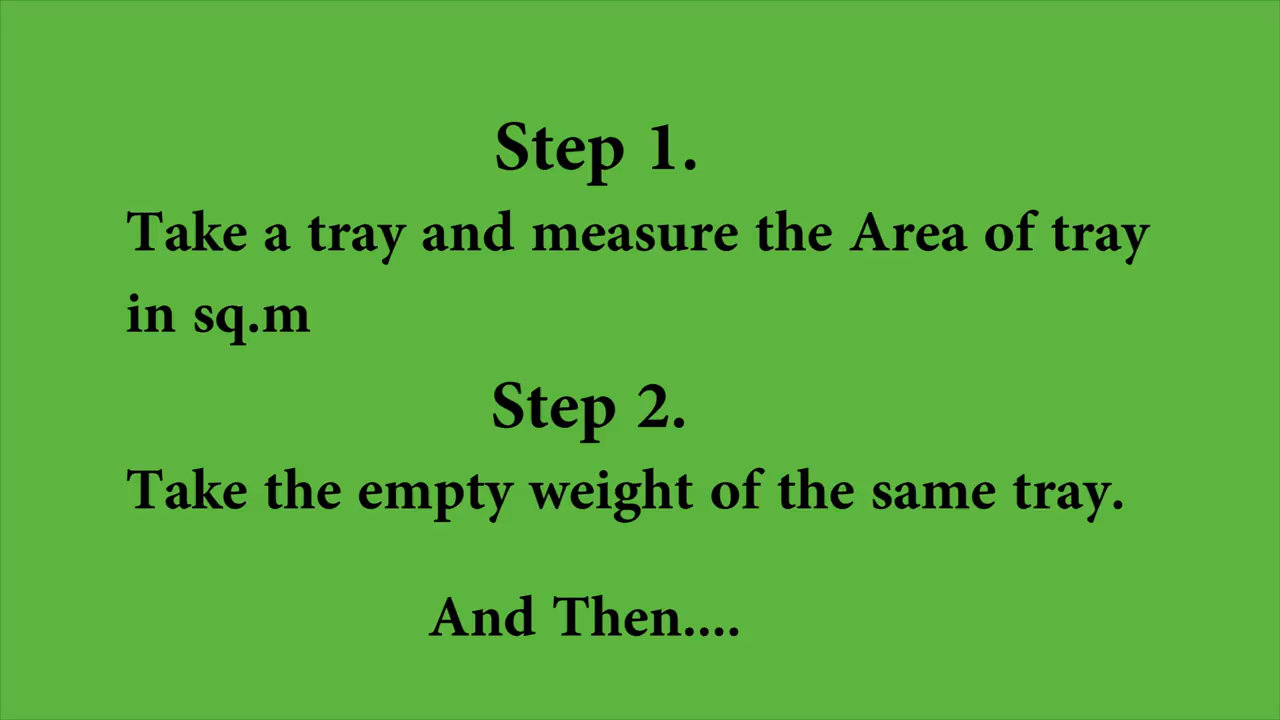 Step 1.
Take a tray and measure the Area of tray
in sq.m
Step 2.
Take the empty weight of the same tray.
And Then....